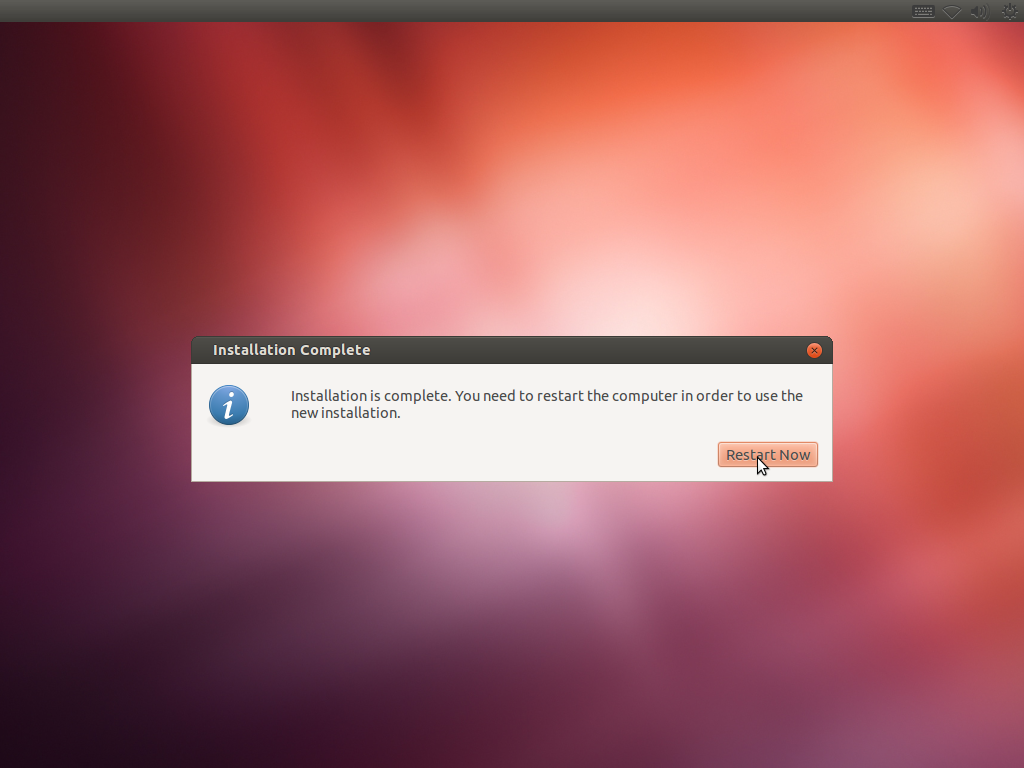 Installation Complete
Installation is complete. You need to restart the computer in order to use the
new installation.
Restart Now